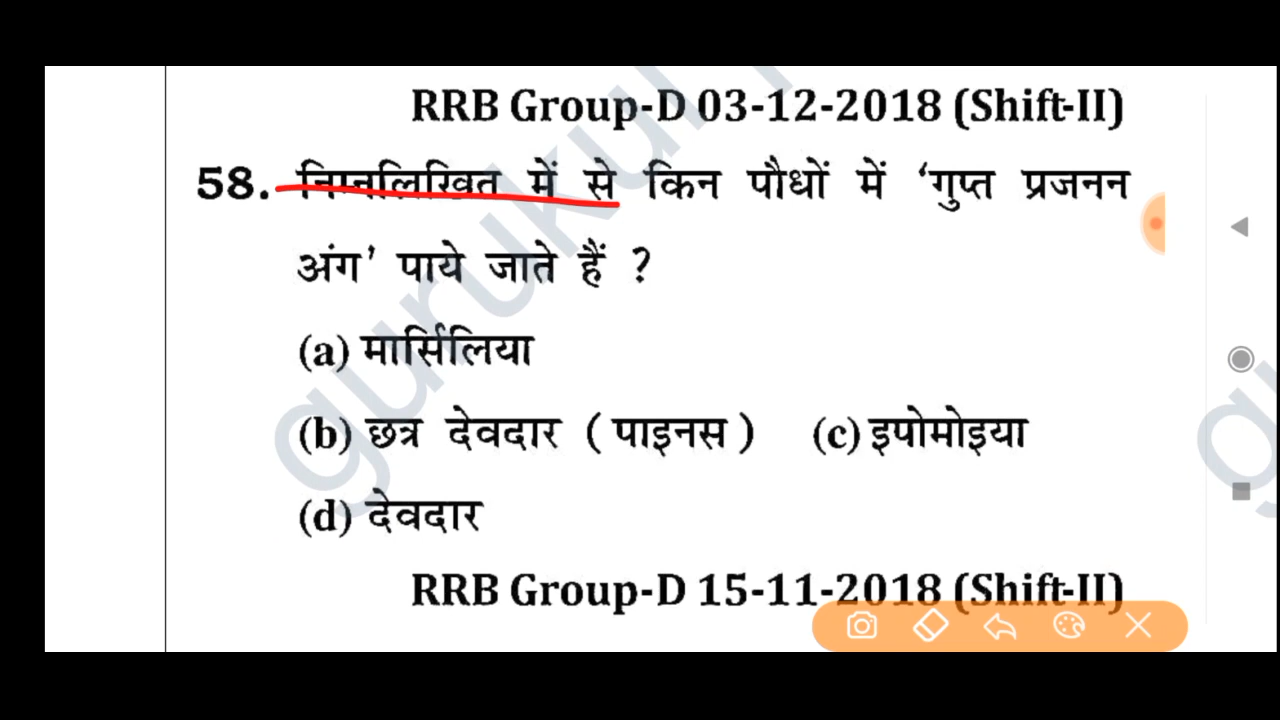 RRB Group-D 03-12-2018 (Shift-II)
58. निम्नलिखित में से किन पौधों में ‘गुप्त प्रजनन
अंग’ पाये जाते हैं ?
(a) मार्सिलिया
(b) छत्र देवदार ( पाइनस ) (c) इपोमोइया
(d) देवदार
RRB Group-D 15-11-2018 (Shift-II)